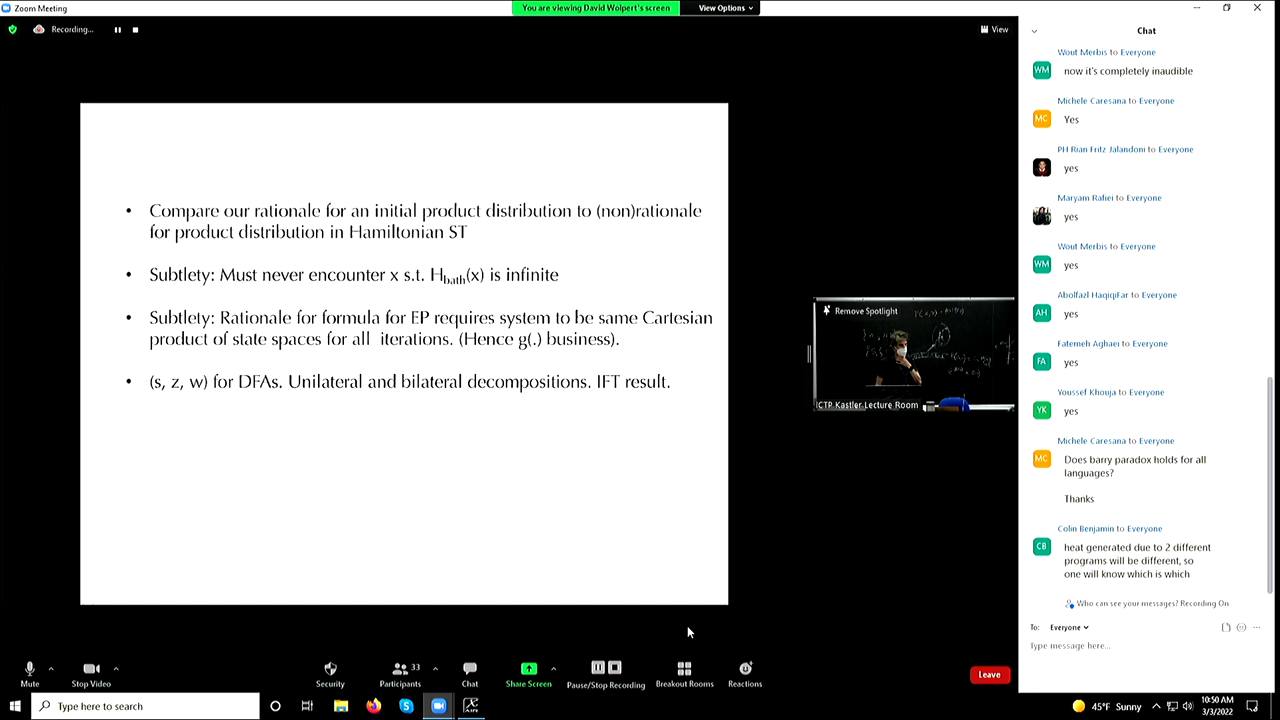 Zoom Meeting
You are viewing David Wolpert's screen
View Options
Recording...
View
Chat
Wout Merbis to Everyone
WM
now it's completely inaudible
Michele Caresana to Everyone
MC
Yes
PH Rian Fritz Jalandoni to Everyone
yes
Maryam Rafiei to Everyone
yes
Wout Merbis to Everyone
WM
yes
Abolfazl HaqiqiFar to Everyone
AH
yes
Fatemeh Aghaei to Everyone
FA
yes
Youssef Khouja to Everyone
YK
yes
Michele Caresana to Everyone
MC
Does barry paradox holds for all
languages?
Thanks
Colin Benjamin to Everyone
CB
heat generated due to 2 different
programs will be different, so
one will know which is which
Who can see your messages? Recording On
To: Everyone
Type message here...
• Compare our rationale for an initial product distribution to (non)rationale
for product distribution in Hamiltonian ST
• Subtlety: Must never encounter x s.t. H_bath(x) is infinite
• Subtlety: Rationale for formula for EP requires system to be same Cartesian
product of state spaces for all iterations. (Hence g(.) business).
• (s, z, w) for DFAs. Unilateral and bilateral decompositions. IFT result.
Remove Spotlight
ICTP Kastler Lecture Room
Mute
Stop Video
Security
Participants
33
Chat
Share Screen
Pause/Stop Recording
Breakout Rooms
Reactions
Leave
Type here to search
45°F Sunny
10:50 AM
3/3/2022